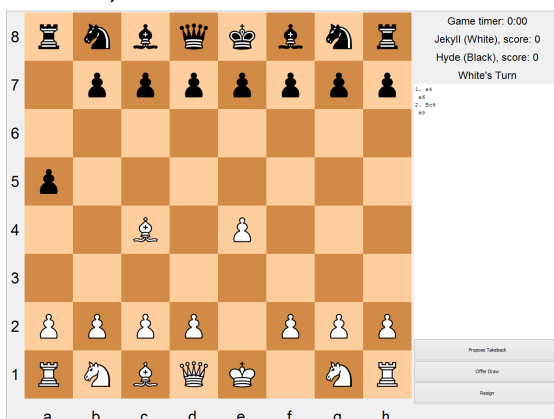 Game timer: 0:00
8
Jekyll (White), score: 0
Hyde (Black), score: 0
White's Turn
7
1. e4
a6
2. Bc4
a5
6
5
4
3
2
Propose Takeback
Offer Draw
1
Resign
a b c d e f g h